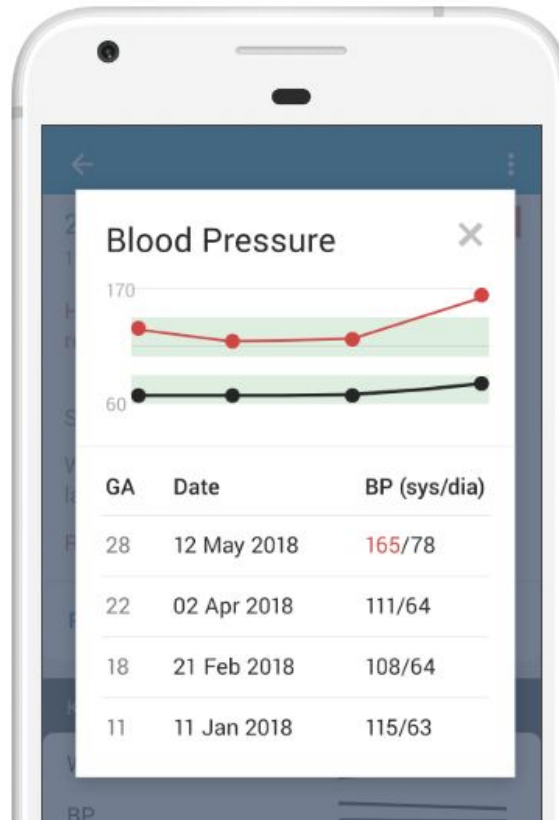 Blood Pressure
170
60
GA Date BP (sys/dia)
28 12 May 2018 165/78
22 02 Apr 2018 111/64
18 21 Feb 2018 108/64
11 11 Jan 2018 115/63
BP